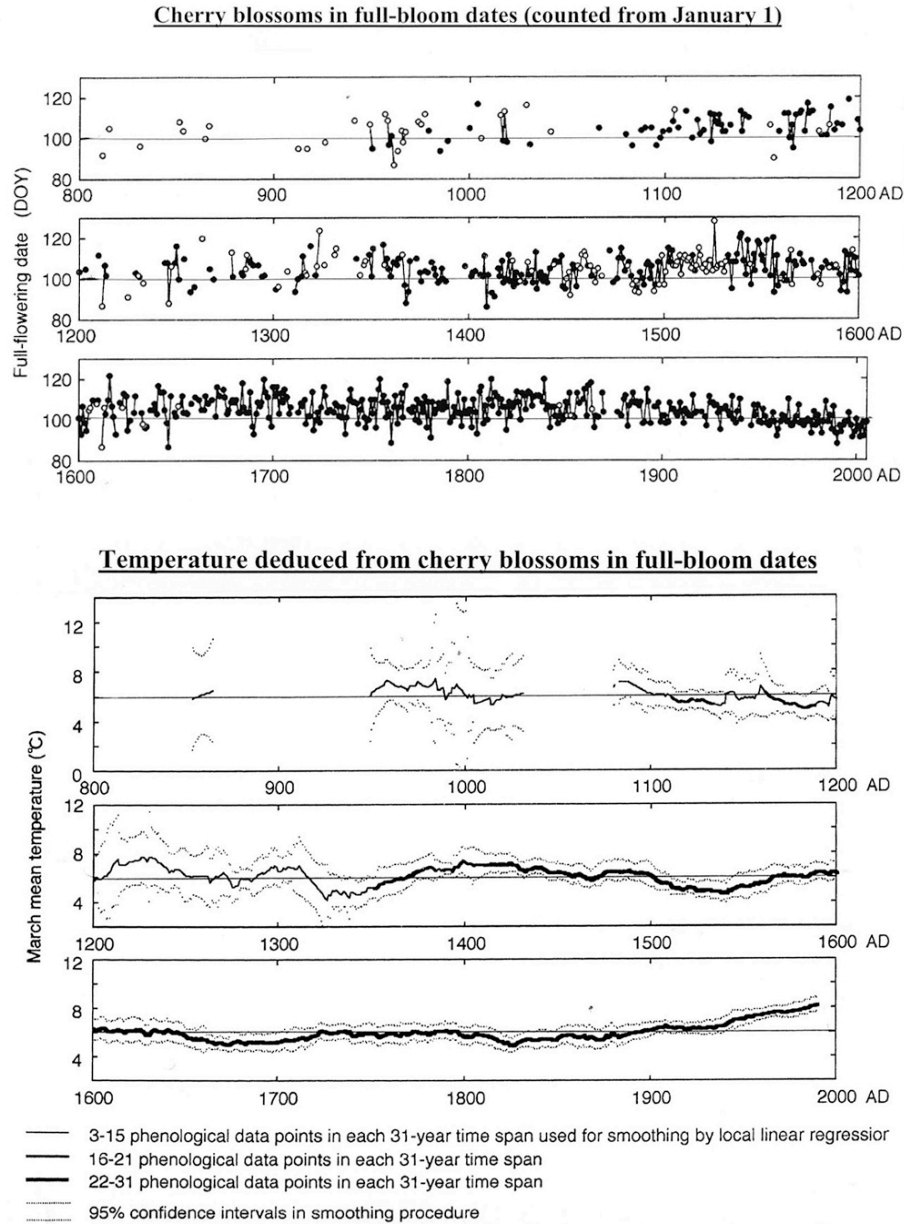 Cherry blossoms in full-bloom dates (counted from January 1)
Full-flowering date (DOY)
120
100
80
800 900 1000 1100 1200 AD
120
100
80
1200 1300 1400 1500 1600 AD
120
100
80
1600 1700 1800 1900 2000 AD
Temperature deduced from cherry blossoms in full-bloom dates
March mean temperature (°C)
12
8
4
0
800 900 1000 1100 1200 AD
12
8
4
1200 1300 1400 1500 1600 AD
12
8
4
1600 1700 1800 1900 2000 AD
3-15 phenological data points in each 31-year time span used for smoothing by local linear regressior
16-21 phenological data points in each 31-year time span
22-31 phenological data points in each 31-year time span
95% confidence intervals in smoothing procedure